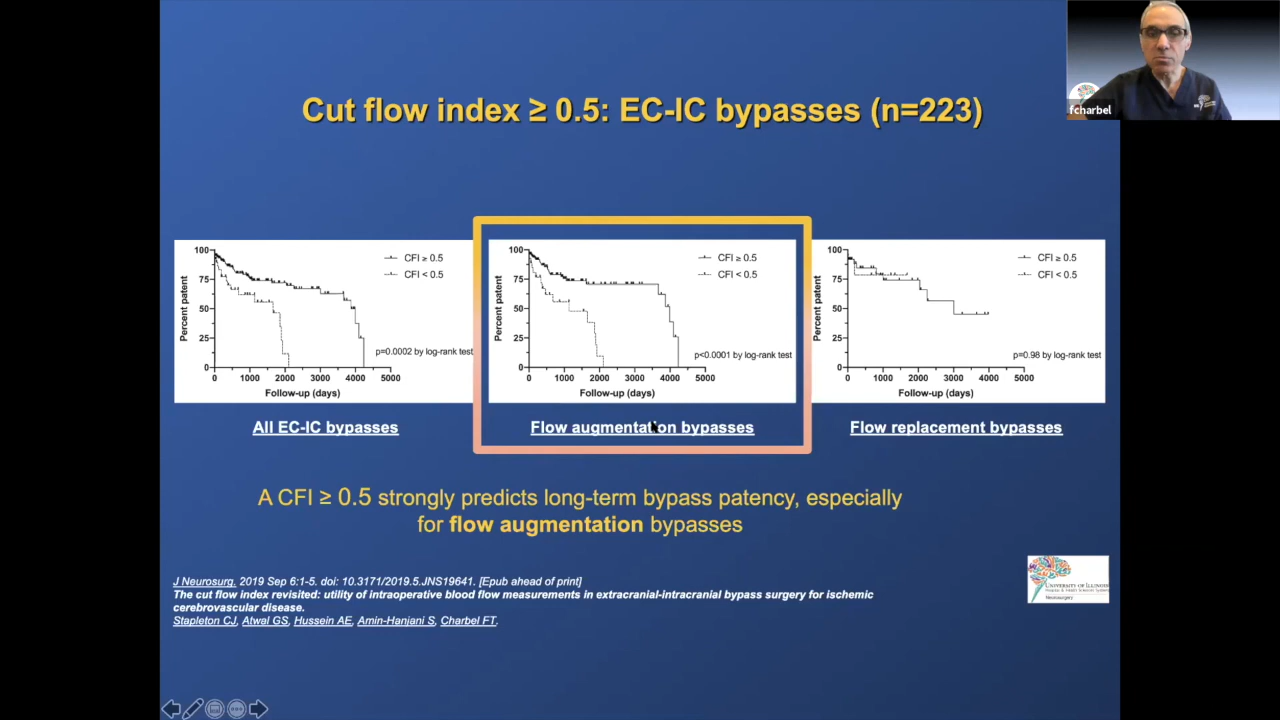 fcharbel
Cut flow index ≥ 0.5: EC-IC bypasses (n=223)
100
75
50
25
0
Percent patent
CFI ≥ 0.5
CFI < 0.5
p=0.0002 by log-rank test
0 1000 2000 3000 4000 5000
Follow-up (days)
All EC-IC bypasses
100
75
50
25
0
Percent patent
CFI ≥ 0.5
CFI < 0.5
p<0.0001 by log-rank test
0 1000 2000 3000 4000 5000
Follow-up (days)
Flow augmentation bypasses
100
75
50
25
0
Percent patent
CFI ≥ 0.5
CFI < 0.5
p=0.98 by log-rank test
0 1000 2000 3000 4000 5000
Follow-up (days)
Flow replacement bypasses
A CFI ≥ 0.5 strongly predicts long-term bypass patency, especially
for flow augmentation bypasses
J Neurosurg. 2019 Sep 6:1-5. doi: 10.3171/2019.5.JNS19641. [Epub ahead of print]
The cut flow index revisited: utility of intraoperative blood flow measurements in extracranial-intracranial bypass surgery for ischemic
cerebrovascular disease.
Stapleton CJ, Atwal GS, Hussein AE, Amin-Hanjani S, Charbel FT.
UNIVERSITY OF ILLINOIS
Neurosurgery